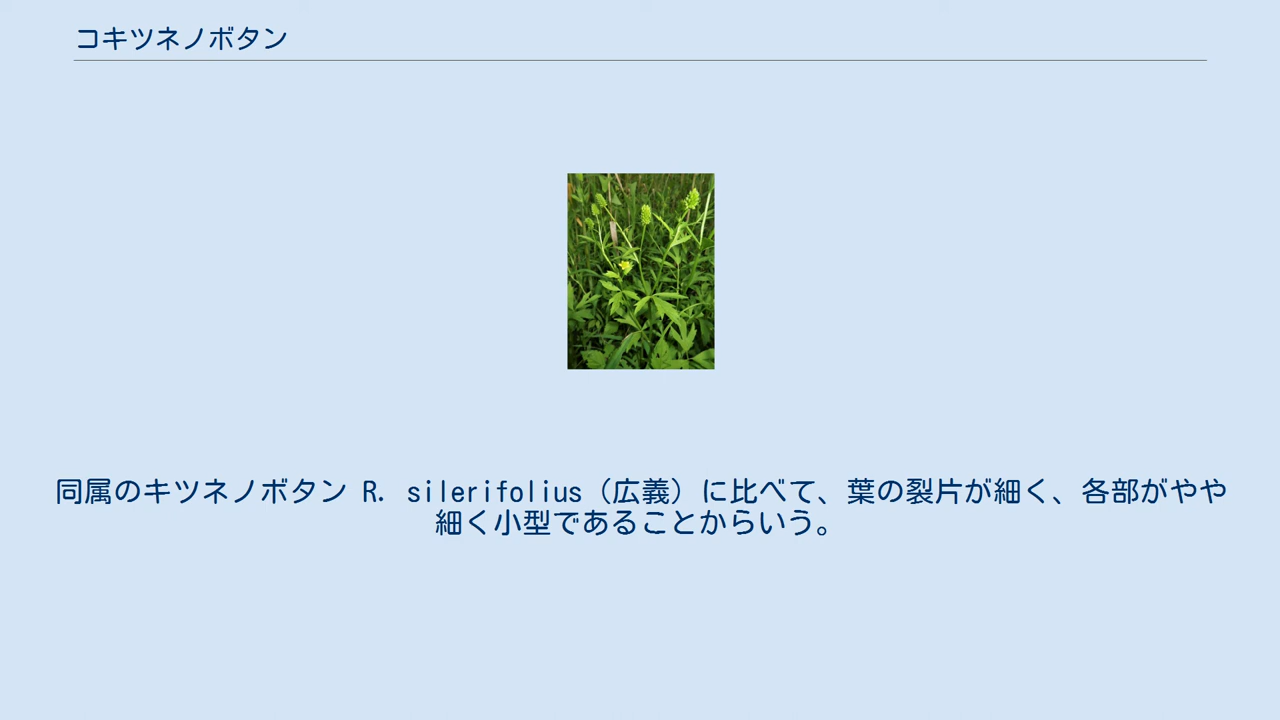 コキツネノボタン
同属のキツネノボタン R. silerifolius（広義）に比べて、葉の裂片が細く、各部がやや
細く小型であることからいう。